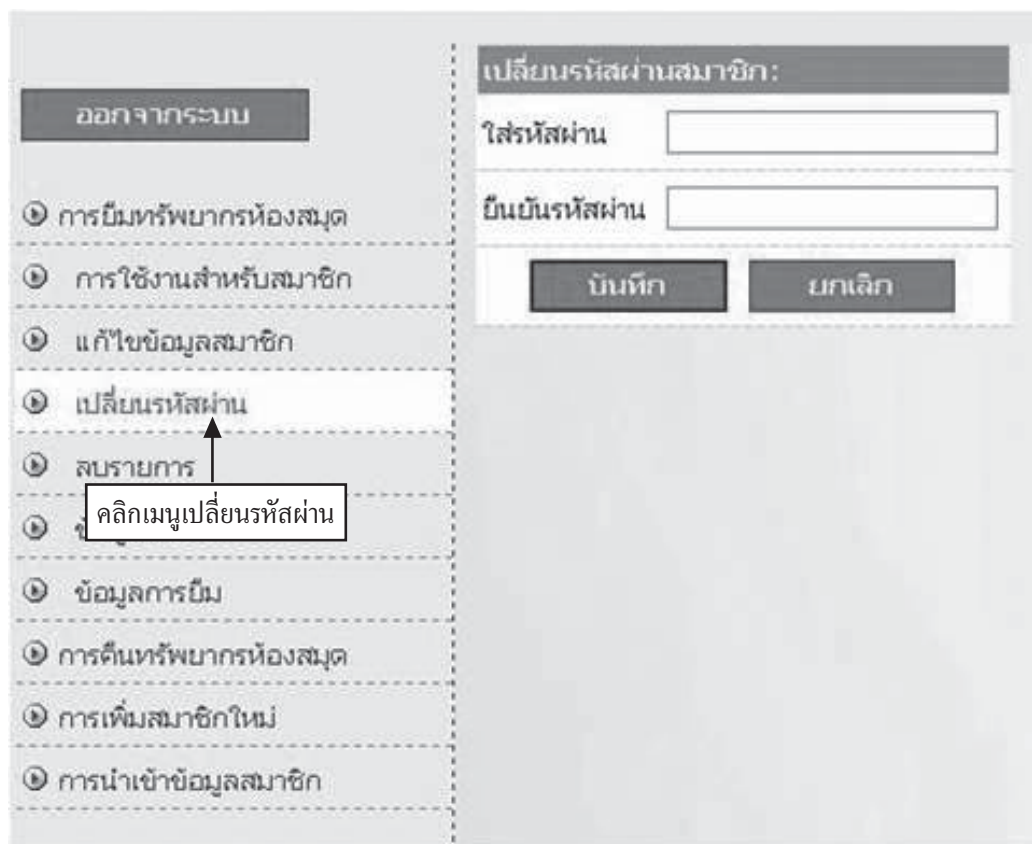 ออกจากระบบ
การยืมทรัพยากรห้องสมุด
การใช้งานสำหรับสมาชิก
แก้ไขข้อมูลสมาชิก
เปลี่ยนรหัสผ่าน
ลบรายการ
คลิกเมนูเปลี่ยนรหัสผ่าน
ข้อมูลการยืม
การคืนทรัพยากรห้องสมุด
การเพิ่มสมาชิกใหม่
การนำเข้าข้อมูลสมาชิก
เปลี่ยนรหัสผ่านสมาชิก:
ใส่รหัสผ่าน
ยืนยันรหัสผ่าน
บันทึก
ยกเลิก